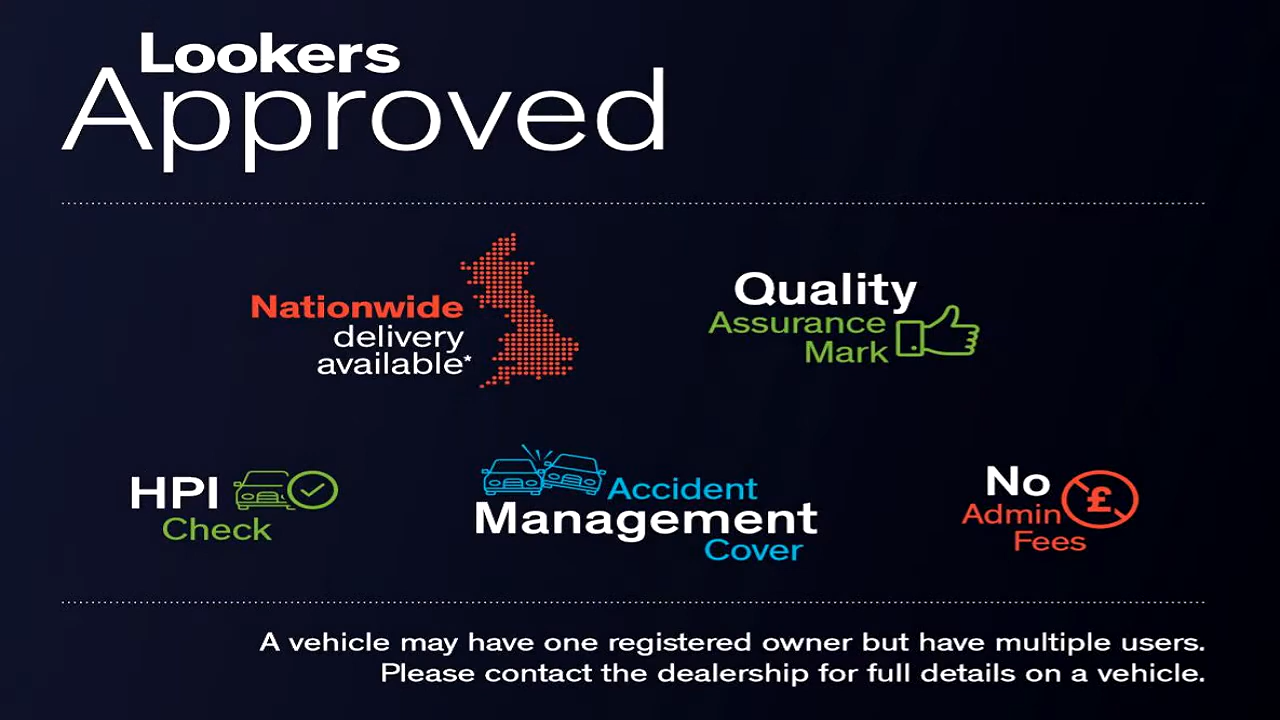 Lookers
Approved
Nationwide
delivery
available*
Quality
Assurance
Mark
HPI
Check
Accident
Management
Cover
No
Admin
£
Fees
A vehicle may have one registered owner but have multiple users.
Please contact the dealership for full details on a vehicle.